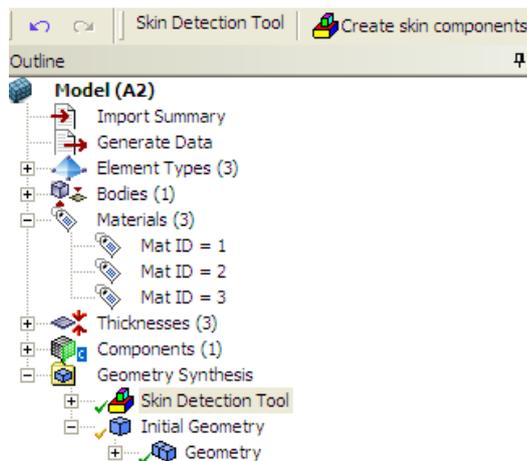 Skin Detection Tool Create skin components
Outline
Model (A2)
Import Summary
Generate Data
Element Types (3)
Bodies (1)
Materials (3)
Mat ID = 1
Mat ID = 2
Mat ID = 3
Thicknesses (3)
Components (1)
Geometry Synthesis
Skin Detection Tool
Initial Geometry
Geometry